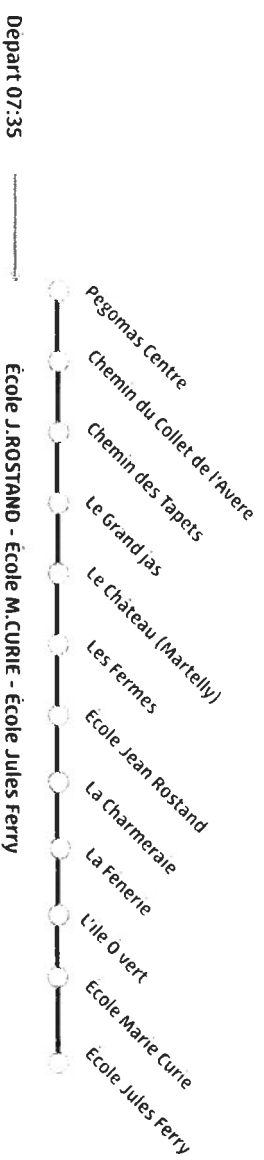 Départ 07:35
École J.ROSTAND - École M.CURIE - École Jules Ferry
Pegomas Centre
Chemin du Collet de l'Avere
Chemin des Tapets
Le Grand Jas
Le Château (Martelly)
Les Fermes
École Jean Rostand
La Charmeraie
La Fènerie
L'ile Ô vert
École Marie Curie
École Jules Ferry